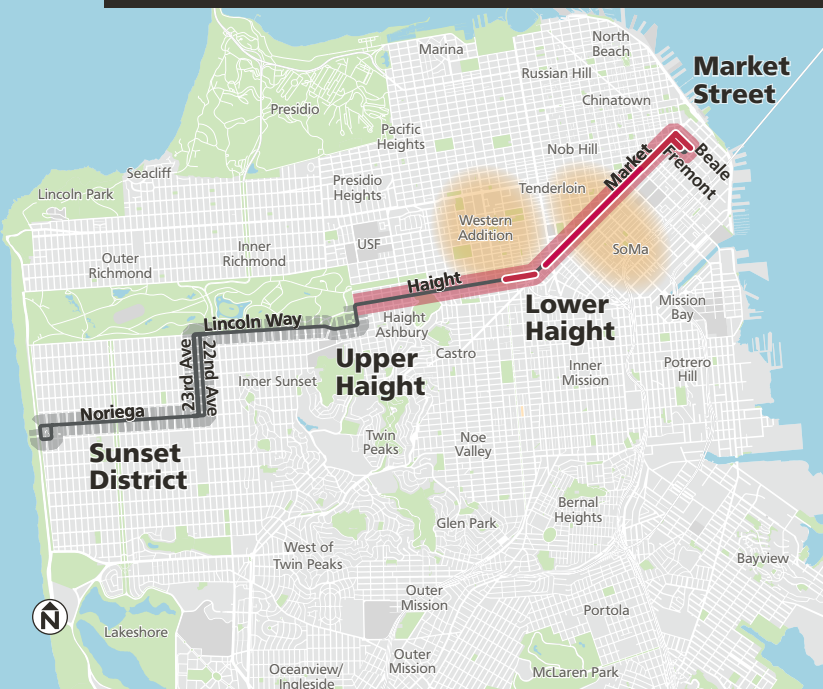 North
Beach
Marina
Market
Street
Russian Hill
Chinatown
Presidio
Pacific
Heights
Nob Hill
Market
Beale
Fremont
Seacliff
Lincoln Park
Presidio
Heights
Tenderloin
Western
Addition
Outer
Richmond
Inner
Richmond
USF
SoMa
Haight
Mission
Bay
Lower
Haight
Lincoln Way
Haight
Ashbury
23rd Ave
22nd Ave
Upper
Haight
Castro
Inner
Mission
Potrero
Hill
Inner Sunset
Noriega
Sunset
District
Twin
Peaks
Noe
Valley
Bernal
Heights
Glen Park
West of
Twin Peaks
Bayview
Outer
Mission
Portola
N
Lakeshore
Outer
Mission
Oceanview/
Ingleside
McLaren Park